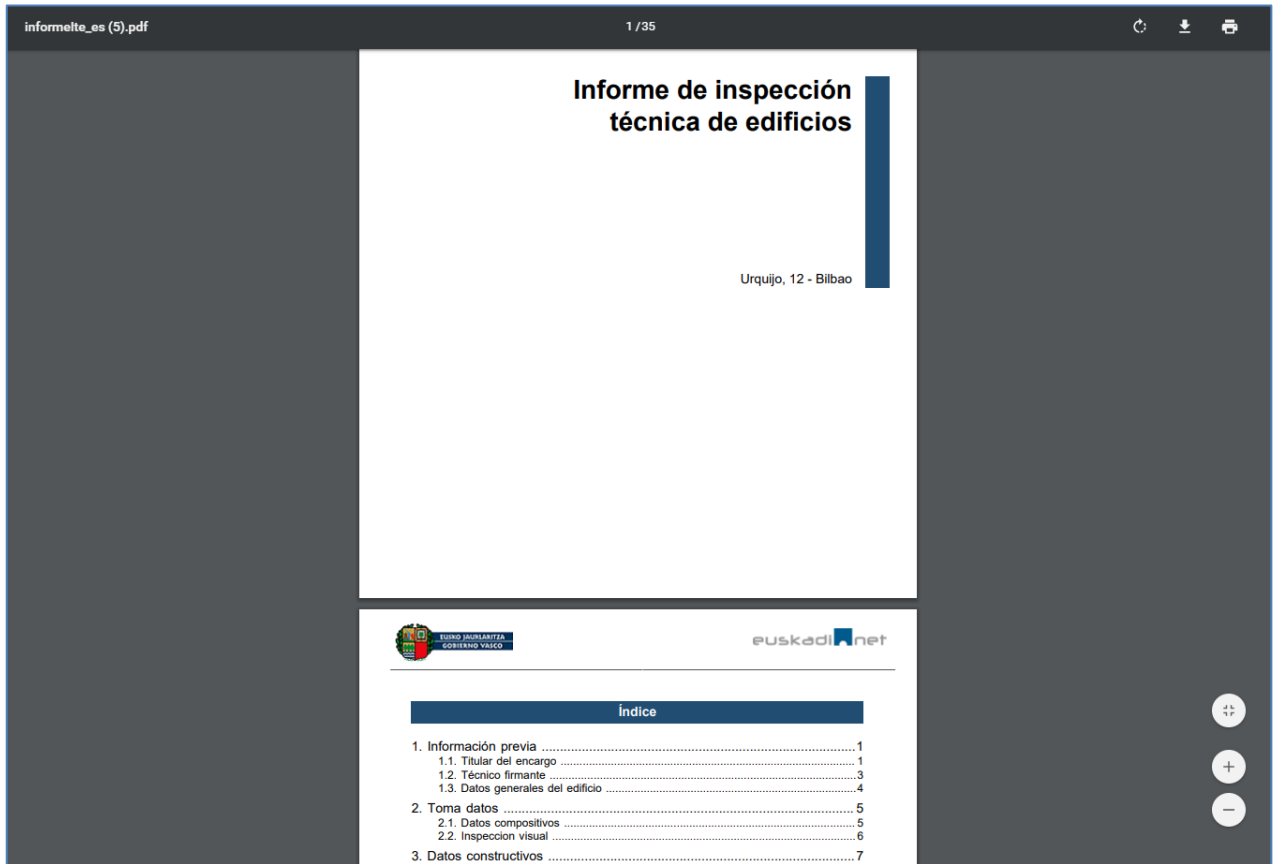 informeIte_es (5).pdf
1 / 35
Informe de inspección
técnica de edificios
Urquijo, 12 - Bilbao
EUSKO JAURLARITZA
GOBIERNO VASCO
euskadi net
Índice
1. Información previa ....................................................................................1
1.1. Titular del encargo .................................................................................... 1
1.2. Técnico firmante ....................................................................................3
1.3. Datos generales del edificio ....................................................................4
2. Toma datos ....................................................................................5
2.1. Datos compositivos ....................................................................................5
2.2. Inspeccion visual ....................................................................................6
3. Datos constructivos ....................................................................................7